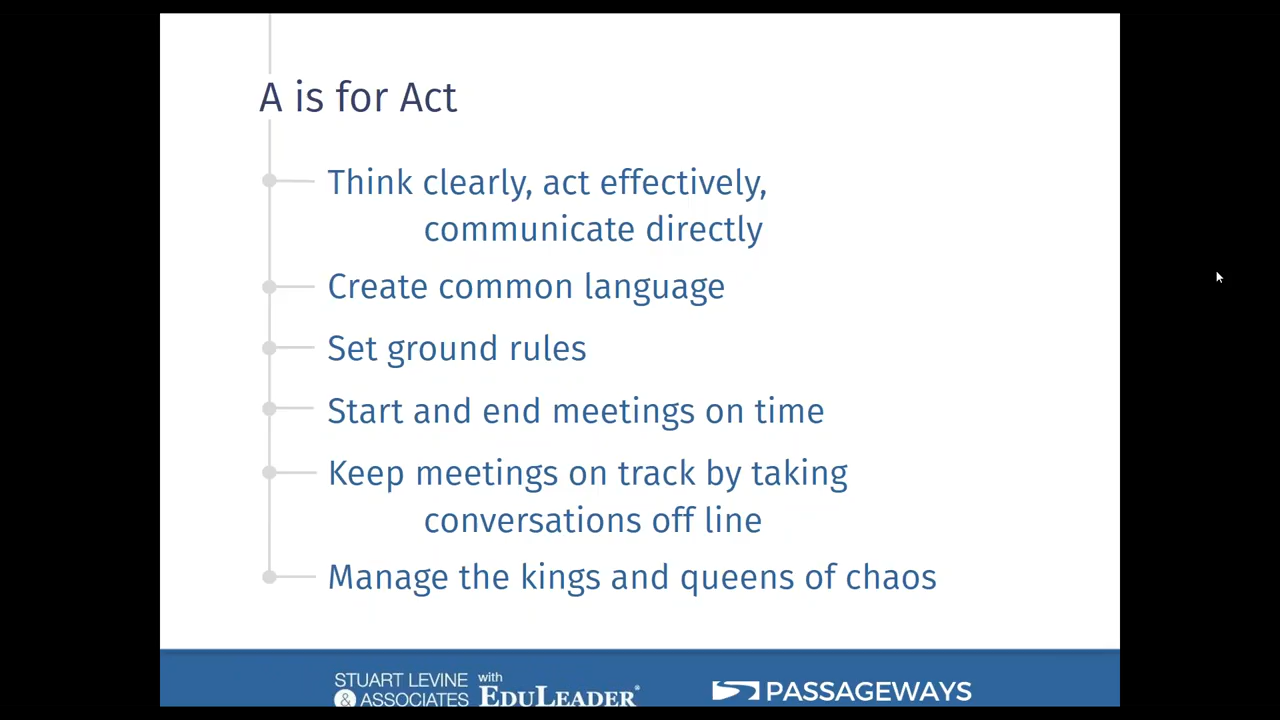 A is for Act
Think clearly, act effectively,
communicate directly
Create common language
Set ground rules
Start and end meetings on time
Keep meetings on track by taking
conversations off line
Manage the kings and queens of chaos
STUART LEVINE with
& ASSOCIATES EDULEADER®
PASSAGEWAYS